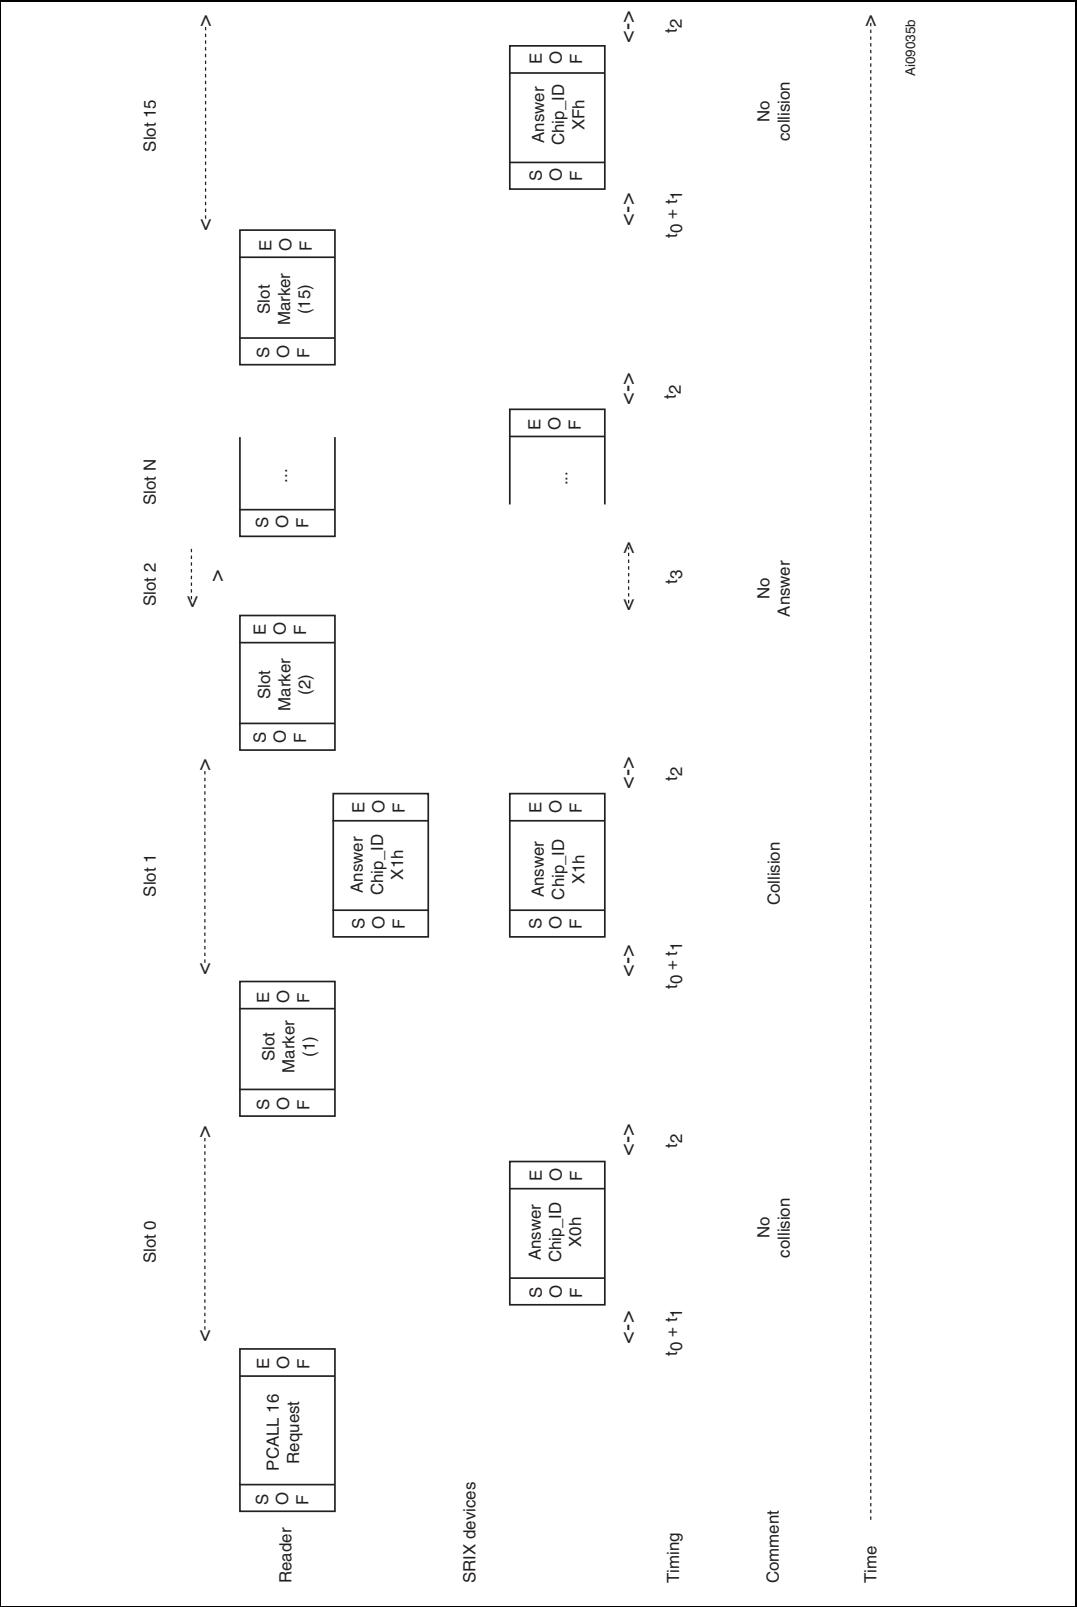 Slot 0
Slot 1
Slot 2
Slot N
Slot 15
<-------------------->
<-------------------->
<------
>
<-------------------->
Reader
S O F
PCALL 16
Request
E O F
S O F
Slot
Marker
(1)
E O F
S O F
Slot
Marker
(2)
E O F
S O F
...
S O F
Slot
Marker
(15)
E O F
SRIX devices
S O F
Answer
Chip_ID
X1h
E O F
S O F
Answer
Chip_ID
X0h
E O F
S O F
Answer
Chip_ID
X1h
E O F
...
E O F
S O F
Answer
Chip_ID
XFh
E O F
<-> <-> <-> <-> <-----> <-> <-> <->
Timing
t0 + t1
t2
t0 + t1
t2
t3
t2
t0 + t1
t2
Comment
No
collision
Collision
No
Answer
No
collision
Time
Ai09035b